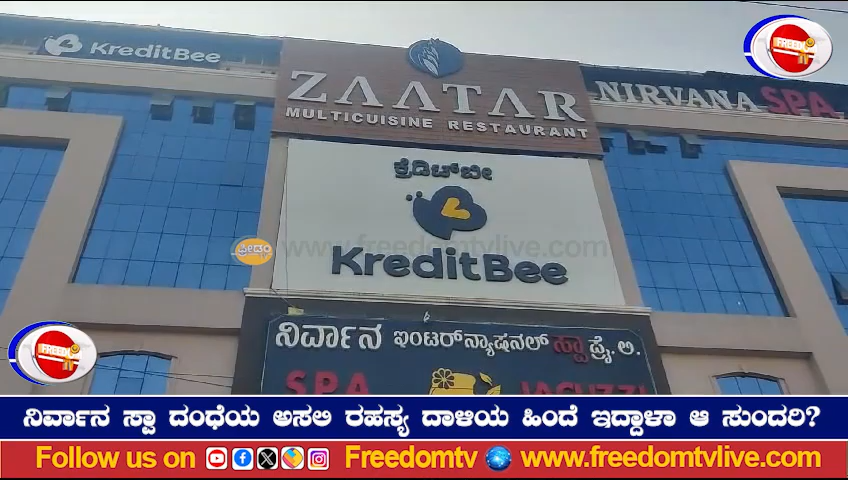 KreditBee
ZAATAR
MULTICUISINE RESTAURANT
NIRVANA SPA
FREEDOM
ಕ್ರೆಡಿಟ್‌ಬೀ
KreditBee
ಫ್ರೀಡಂ
www.freedomtvlive.com
ನಿರ್ವಾನ ಇಂಟರ್‌ನ್ಯಾಷನಲ್ ಸ್ಪಾ ಪ್ರೈ.ಲಿ.
SPA
JACUZZI
ನಿರ್ವಾನ ಸ್ಪಾ ದಂಧೆಯ ಅಸಲಿ ರಹಸ್ಯ ದಾಳಿಯ ಹಿಂದೆ ಇದ್ದಾಳಾ ಆ ಸುಂದರಿ?
Follow us on Freedomtv www.freedomtvlive.com